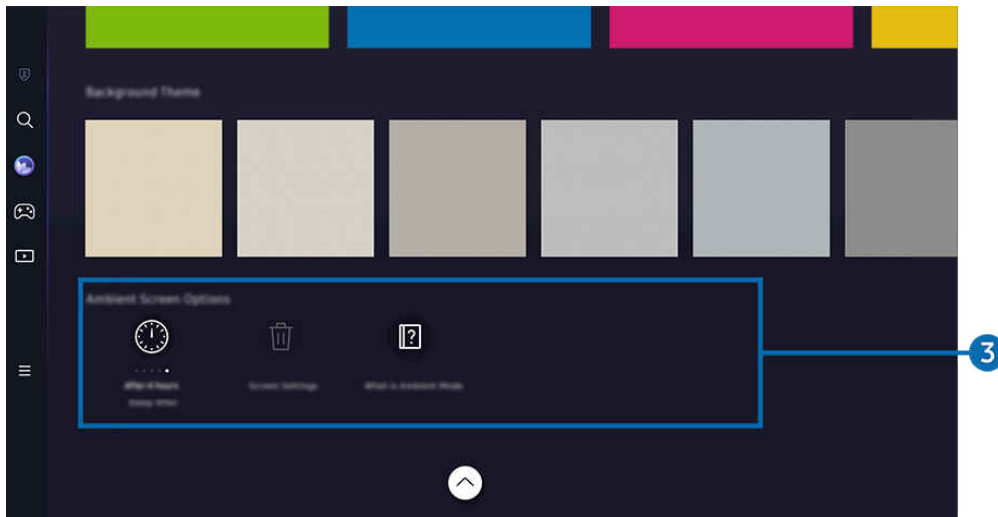 Background Theme
Ambient Screen Options
After 4 hours
Sleep After
Screen Settings
What is Ambient Mode
3